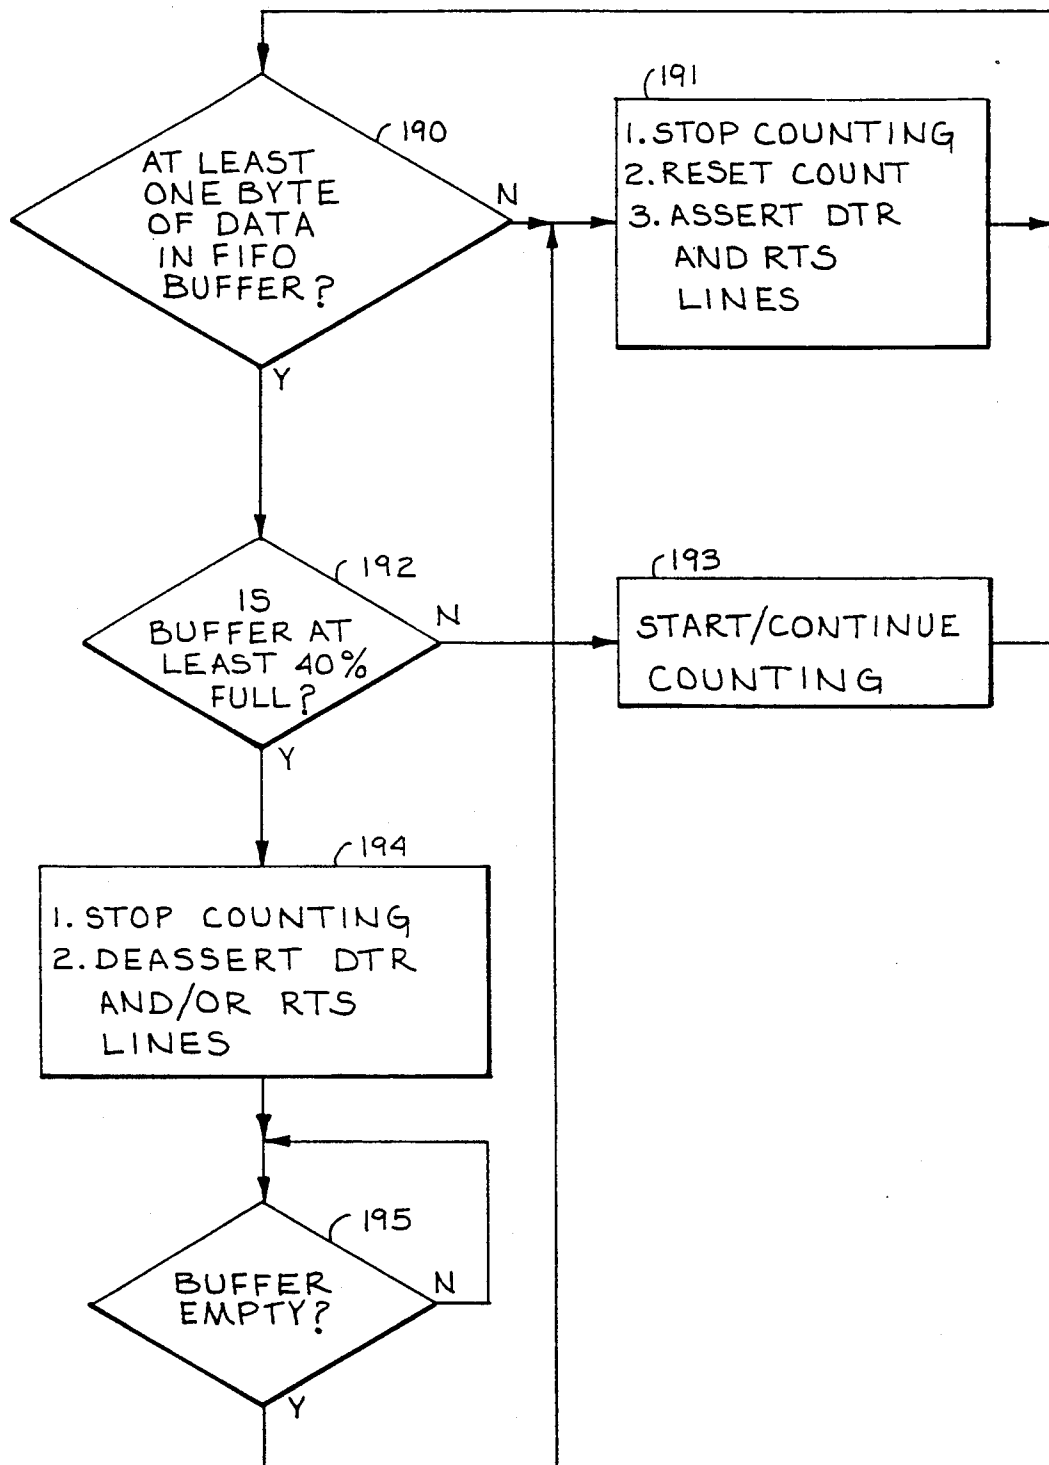 190
AT LEAST
ONE BYTE
OF DATA
IN FIFO
BUFFER?
N
Y
191
1. STOP COUNTING
2. RESET COUNT
3. ASSERT DTR
AND RTS
LINES
192
IS
BUFFER AT
LEAST 40%
FULL?
N
Y
193
START/CONTINUE
COUNTING
194
1. STOP COUNTING
2. DEASSERT DTR
AND/OR RTS
LINES
195
BUFFER
EMPTY?
N
Y